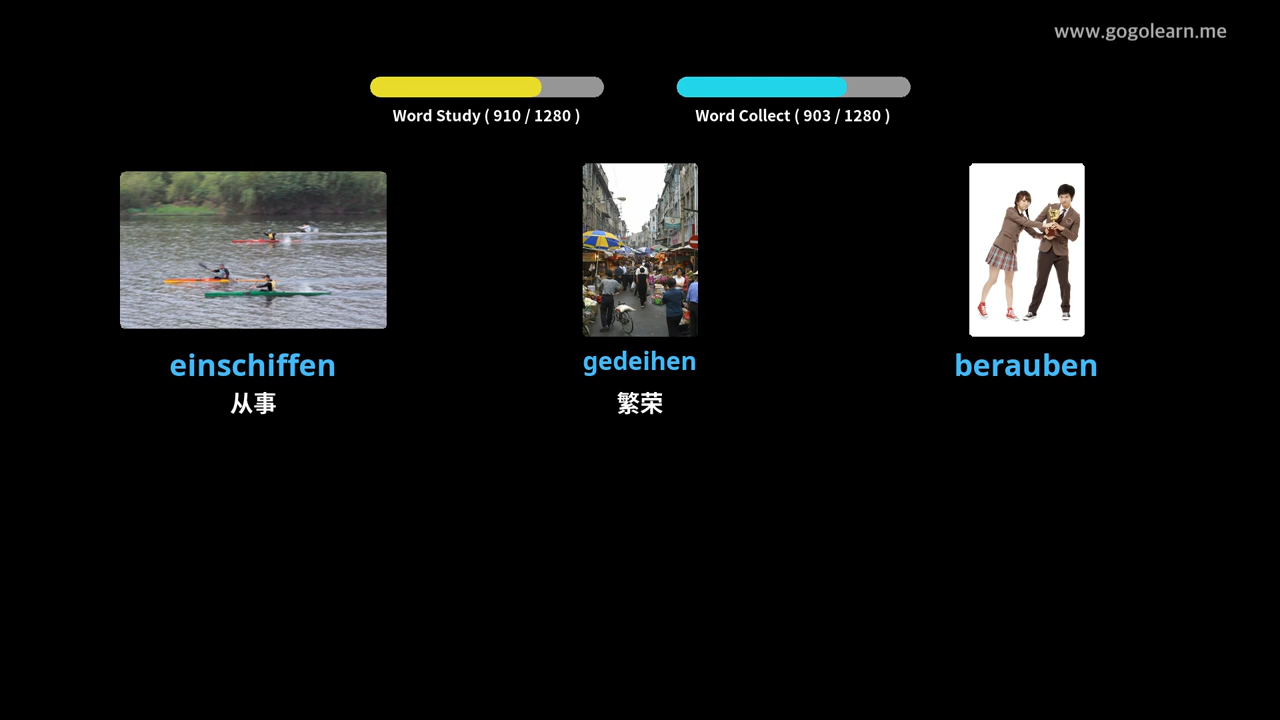 www.gogolearn.me
Word Study ( 910 / 1280 )
Word Collect ( 903 / 1280 )
einschiffen
从事
gedeihen
繁荣
berauben